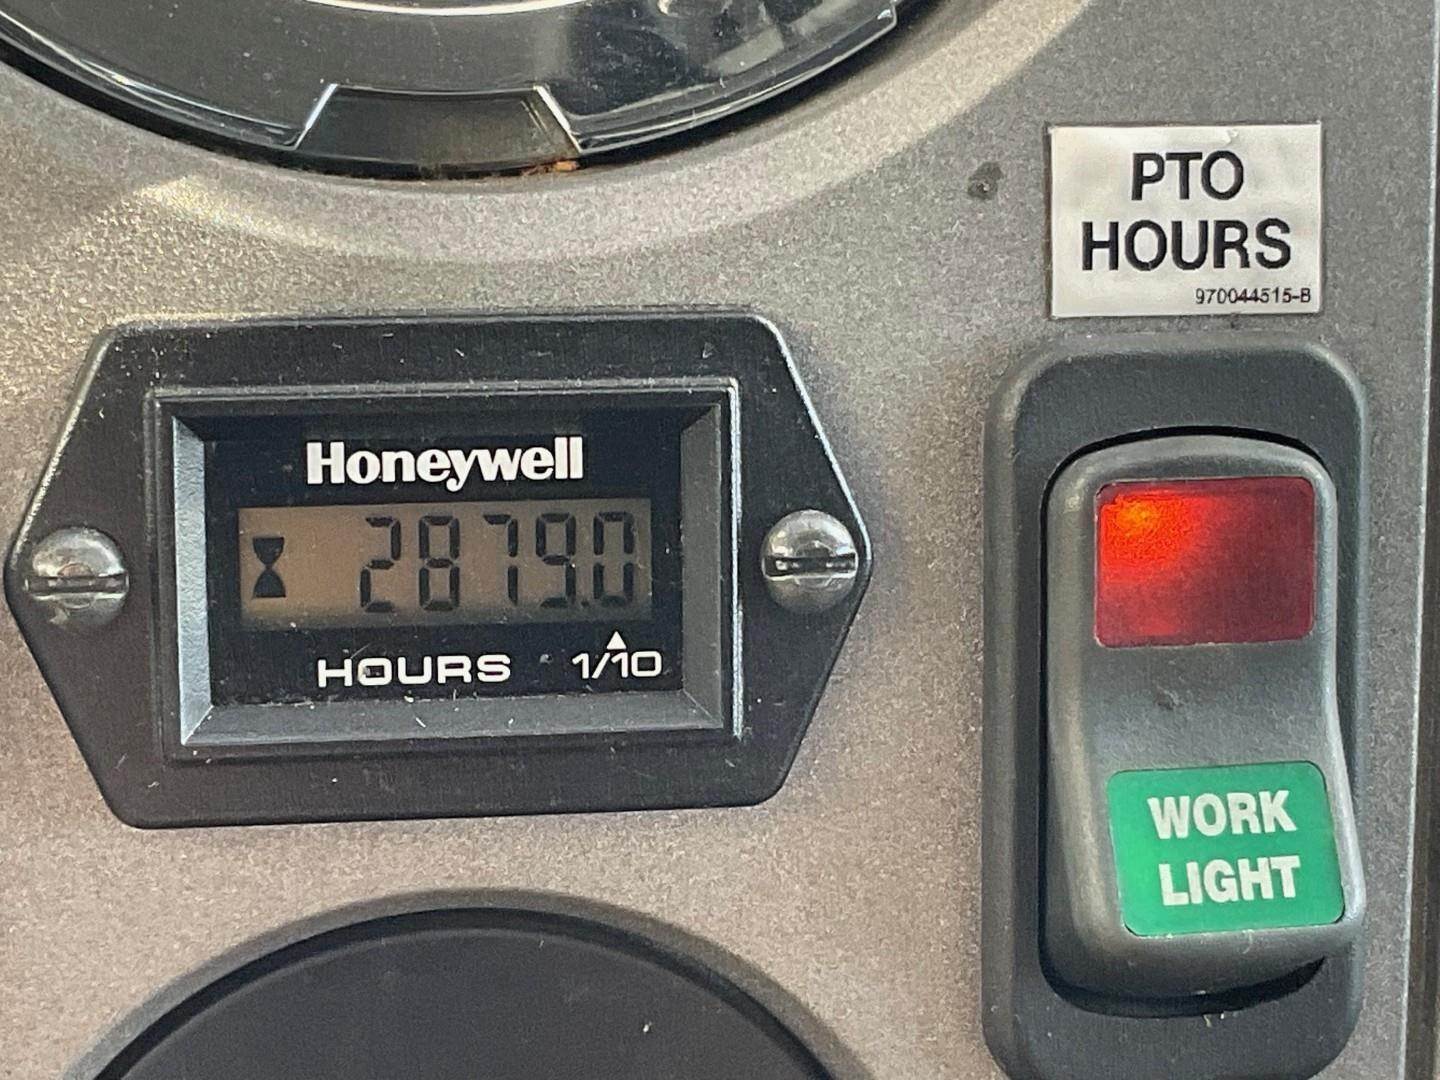 PTO
HOURS
970044515-B
Honeywell
2879.0
HOURS 1/10
WORK
LIGHT